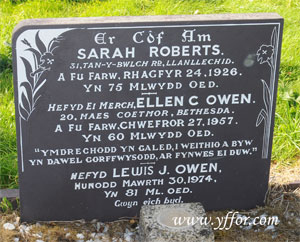 Er Côf Am
SARAH ROBERTS.
31, TAN-Y-BWLCH RD, LLANLLECHID.
A FU FARW, RHAGFYR 24, 1926.
YN 75 MLWYDD OED.
HEFYD EI MERCH, ELLEN C OWEN.
20, MAES COETMOR, BETHESDA.
A FU FARW, CHWEFROR 27, 1957.
YN 60 MLWYDD OED.
"YMDRECHODD YN GALED, I WEITHIO A BYW
YN DAWEL GORFFWYSODD, AR FYNWES EI DUW."
HEFYD LEWIS J. OWEN.
HUNODD MAWRTH 30, 1974,
YN 81 ML. OED.
Gwyn eich byd.
www.yffor.com